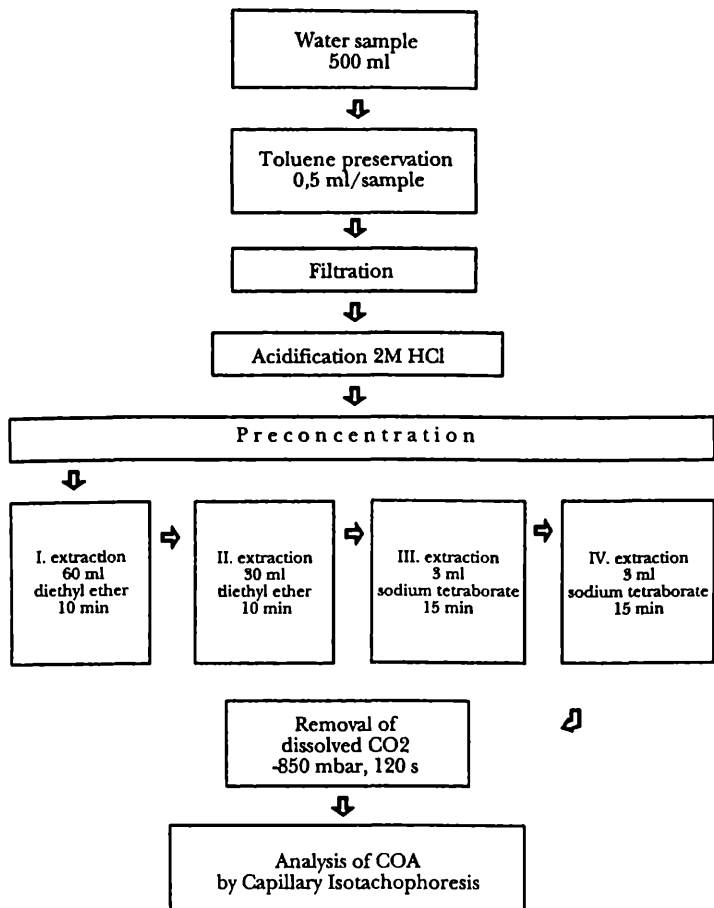 Water sample
500 ml
Toluene preservation
0,5 ml/sample
Filtration
Acidification 2M HCl
Preconcentration
I. extraction
60 ml
diethyl ether
10 min
II. extraction
30 ml
diethyl ether
10 min
III. extraction
3 ml
sodium tetraborate
15 min
IV. extraction
3 ml
sodium tetraborate
15 min
Removal of
dissolved CO2
-850 mbar, 120 s
Analysis of COA
by Capillary Isotachophoresis